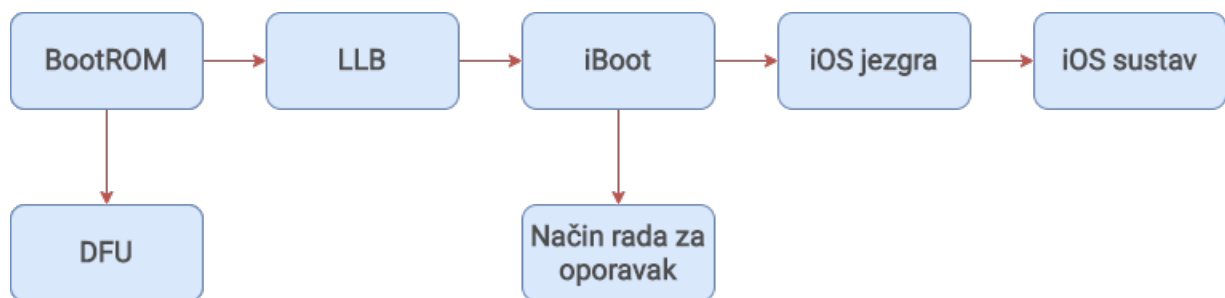 BootROM
LLB
iBoot
iOS jezgra
iOS sustav
DFU
Način rada za
oporavak